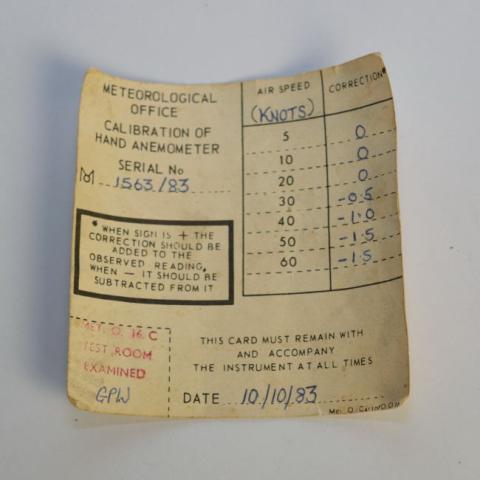 METEOROLOGICAL
OFFICE
CALIBRATION OF
HAND ANEMOMETER
SERIAL No
M 1563/83
* WHEN SIGN IS + THE
CORRECTION SHOULD BE
ADDED TO THE
OBSERVED READING,
WHEN — IT SHOULD BE
SUBTRACTED FROM IT
AIR SPEED CORRECTION*
(KNOTS)
5 0
10 0
20 0
30 -0.5
40 -1.0
50 -1.5
60 -1.5
MET. O. 16 C
TEST ROOM
EXAMINED
GPW
THIS CARD MUST REMAIN WITH
AND ACCOMPANY
THE INSTRUMENT AT ALL TIMES
DATE 10/10/83
Met. O.